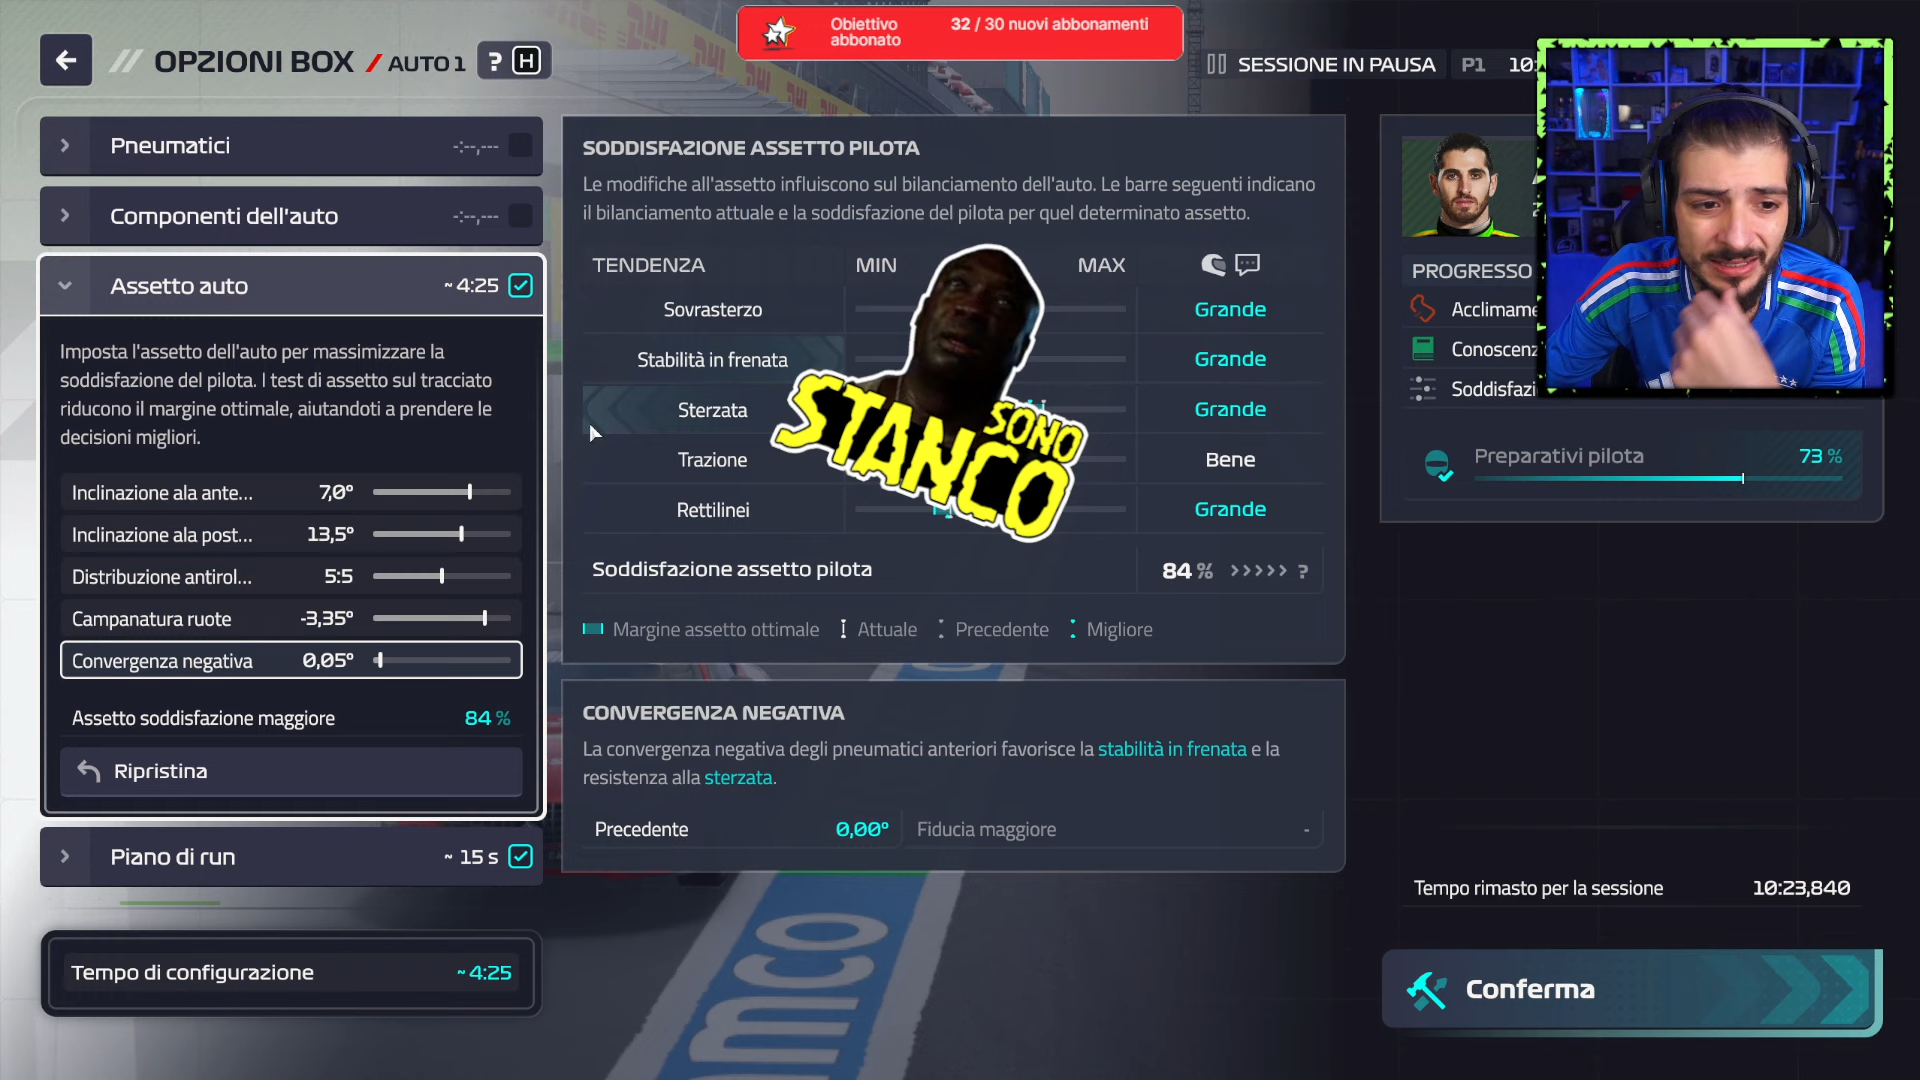 Obiettivo abbonato
32 / 30 nuovi abbonamenti
OPZIONI BOX / AUTO 1
? H
SESSIONE IN PAUSA
P1
Pneumatici -:--,---
Componenti dell'auto -:--,---
Assetto auto ~ 4:25
Imposta l'assetto dell'auto per massimizzare la
soddisfazione del pilota. I test di assetto sul tracciato
riducono il margine ottimale, aiutandoti a prendere le
decisioni migliori.
Inclinazione ala ante... 7,0°
Inclinazione ala post... 13,5°
Distribuzione antirol... 5:5
Campanatura ruote -3,35°
Convergenza negativa 0,05°
Assetto soddisfazione maggiore 84 %
Ripristina
Piano di run ~ 15 s
Tempo di configurazione ~ 4:25
SODDISFAZIONE ASSETTO PILOTA
Le modifiche all'assetto influiscono sul bilanciamento dell'auto. Le barre seguenti indicano
il bilanciamento attuale e la soddisfazione del pilota per quel determinato assetto.
TENDENZA MIN MAX
Sovrasterzo Grande
Stabilità in frenata Grande
Sterzata Grande
Trazione Bene
Rettilinei Grande
SONO
STANCO
Soddisfazione assetto pilota 84 % >>>>> ?
Margine assetto ottimale Attuale Precedente Migliore
CONVERGENZA NEGATIVA
La convergenza negativa degli pneumatici anteriori favorisce la stabilità in frenata e la
resistenza alla sterzata.
Precedente 0,00° Fiducia maggiore -
PROGRESSO
Preparativi pilota 73 %
Tempo rimasto per la sessione 10:23,840
Conferma